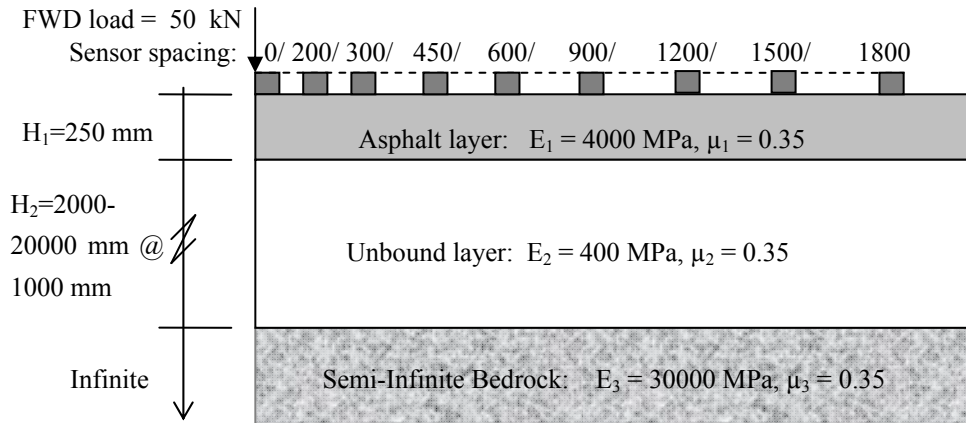 FWD load = 50 kN
Sensor spacing: 0/ 200/ 300/ 450/ 600/ 900/ 1200/ 1500/ 1800
H₁=250 mm
Asphalt layer: E₁ = 4000 MPa, µ₁ = 0.35
H₂=2000-
20000 mm @
1000 mm
Unbound layer: E₂ = 400 MPa, µ₂ = 0.35
Infinite
Semi-Infinite Bedrock: E₃ = 30000 MPa, µ₃ = 0.35